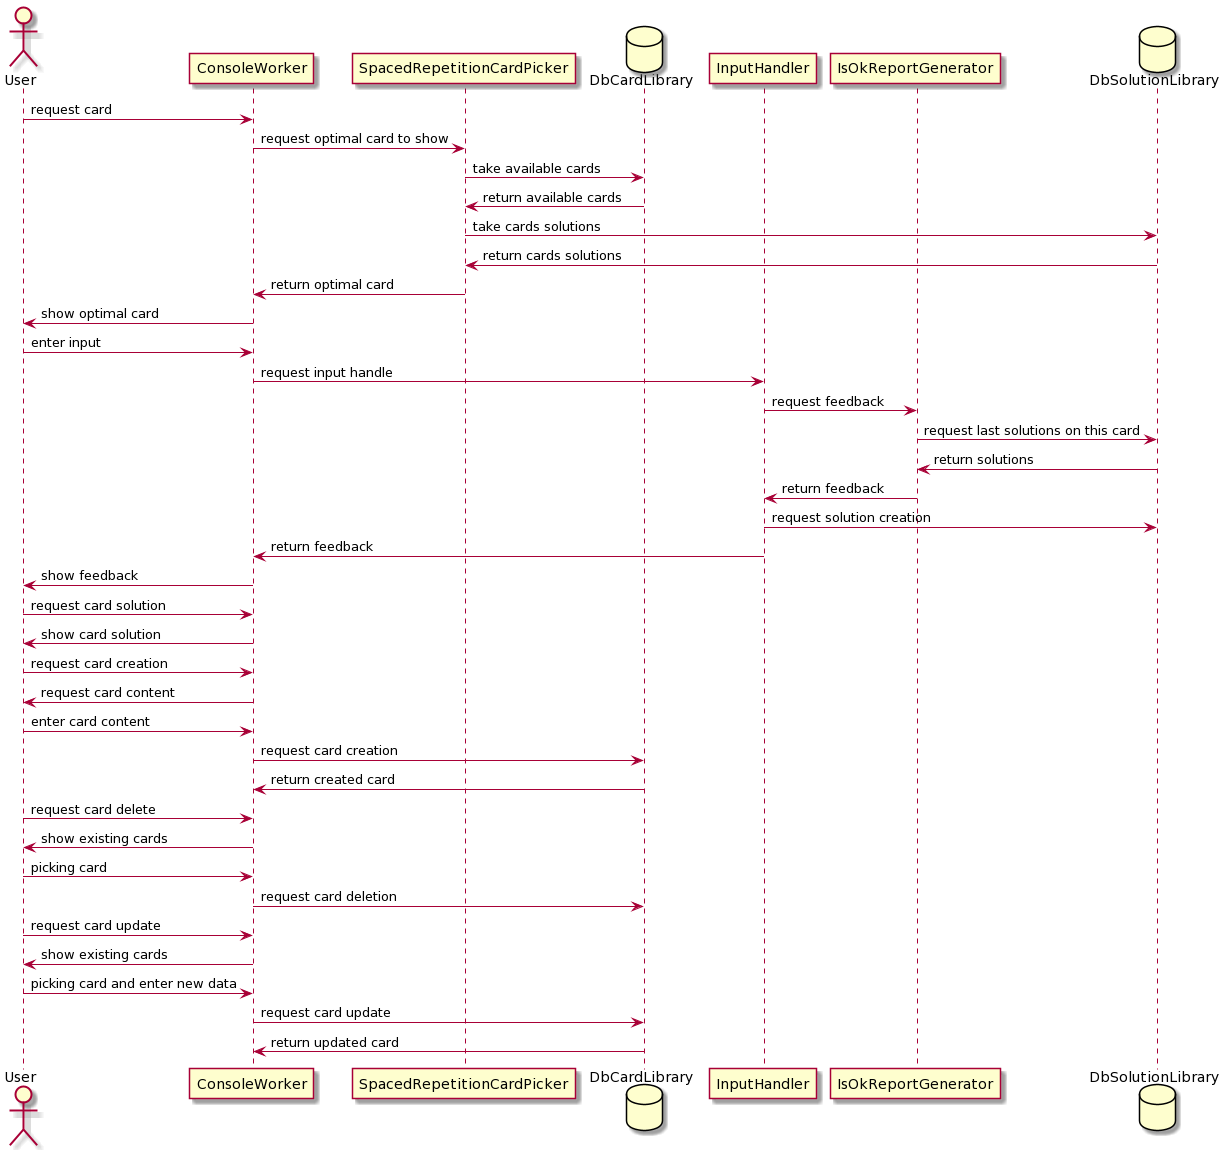 User
ConsoleWorker
SpacedRepetitionCardPicker
DbCardLibrary
InputHandler
IsOkReportGenerator
DbSolutionLibrary
request card
request optimal card to show
take available cards
return available cards
take cards solutions
return cards solutions
return optimal card
show optimal card
enter input
request input handle
request feedback
request last solutions on this card
return solutions
return feedback
request solution creation
return feedback
show feedback
request card solution
show card solution
request card creation
request card content
enter card content
request card creation
return created card
request card delete
show existing cards
picking card
request card deletion
request card update
show existing cards
picking card and enter new data
request card update
return updated card
User
ConsoleWorker
SpacedRepetitionCardPicker
DbCardLibrary
InputHandler
IsOkReportGenerator
DbSolutionLibrary